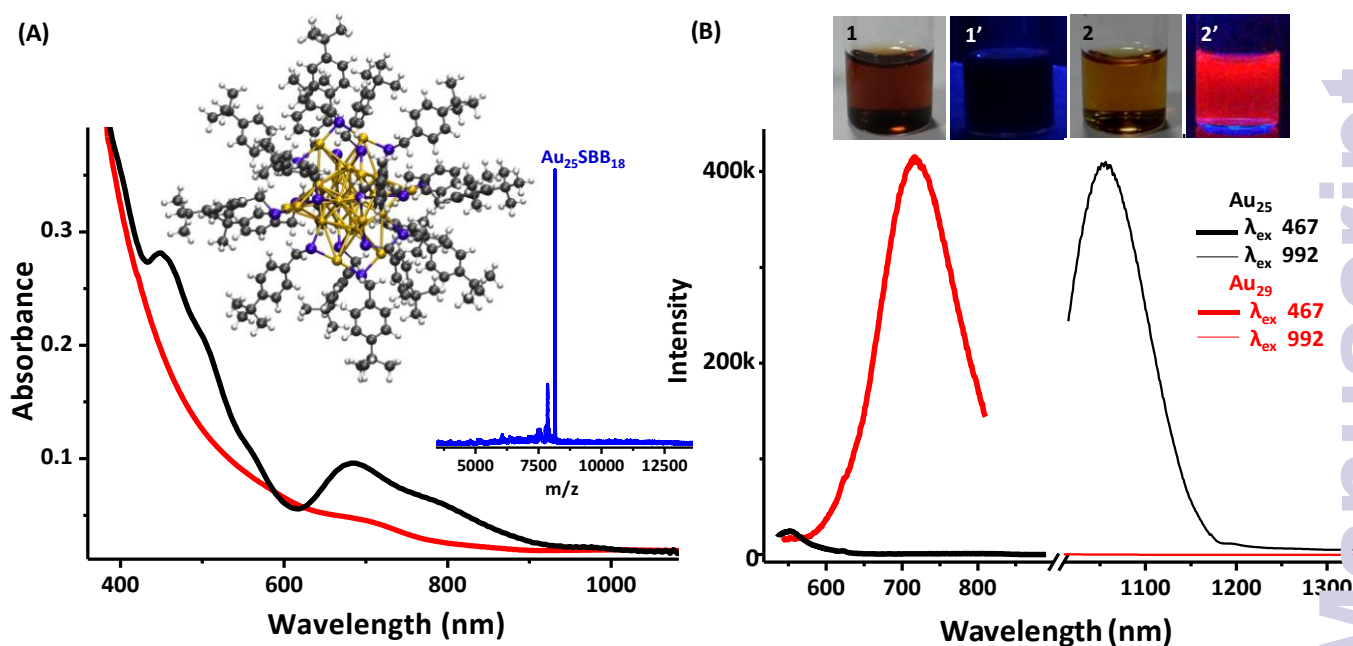 (A)
Au₂₅SBB₁₈
0.3
0.2
0.1
Absorbance
400
600
800
1000
Wavelength (nm)
5000
7500
10000
12500
m/z
(B)
1
1'
2
2'
400k
200k
0
Intensity
Au₂₅
λₑₓ 467
λₑₓ 992
Au₂₉
λₑₓ 467
λₑₓ 992
600
700
800
1100
1200
1300
Wavelength (nm)